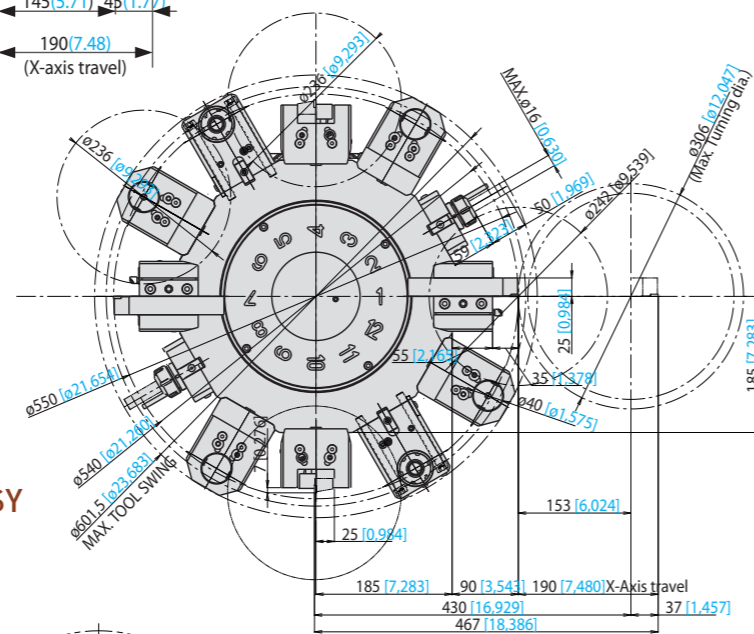 145(5.71) 45(1.77)
190(7.48)
(X-axis travel)
ø236 [ø9,293]
MAX.ø16
[0.630]
ø306 [ø12,047]
(Max. Turning dia.)
ø236
50 [1,969]
ø242 [ø9,539]
59 [2,323]
1
2
3
4
5
6
7
8
9
10
11
12
25 [0,984]
185 [7,283]
55 [2,165]
35 [1,378]
ø40 [ø1,575]
ø550 [ø21.654]
ø540 [ø21,260]
ø601,5 [ø23,683]
MAX. TOOL SWING
SY
153 [6,024]
25 [0,984]
185 [7,283] 90 [3,543] 190 [7,480] X-Axis travel
430 [16,929] 37 [1,457]
467 [18,386]